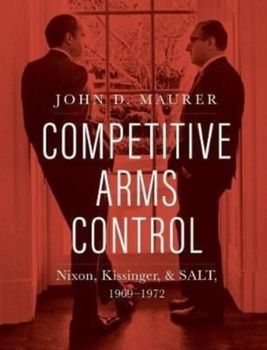 JOHN D. MAURER
COMPETITIVE
ARMS
CONTROL
Nixon, Kissinger, & SALT,
1969–1972